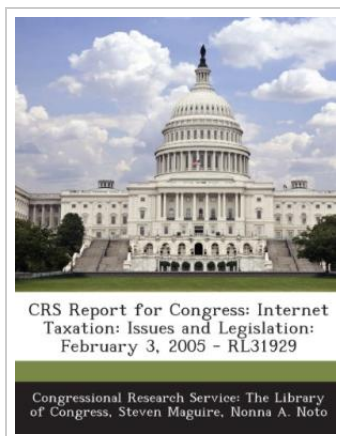 CRS Report for Congress: Internet
Taxation: Issues and Legislation:
February 3, 2005 - RL31929
Congressional Research Service: The Library
of Congress, Steven Maguire, Nonna A. Noto